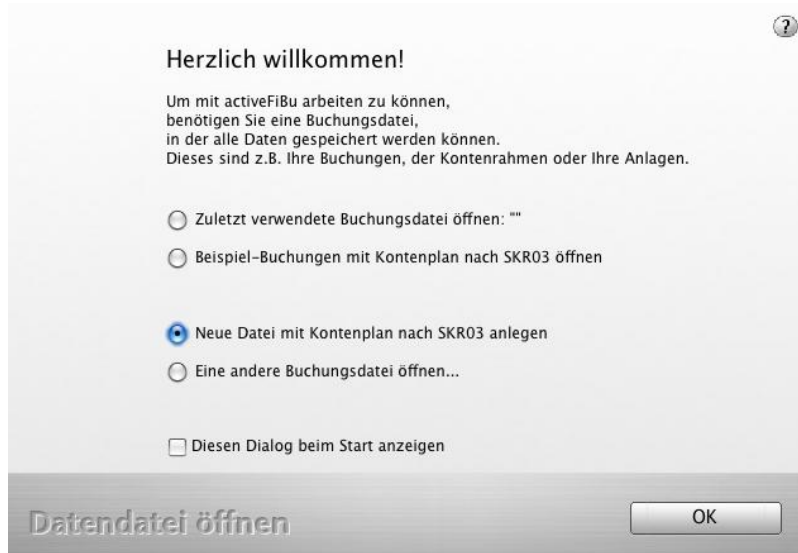 ?
Herzlich willkommen!
Um mit activeFiBu arbeiten zu können,
benötigen Sie eine Buchungsdatei,
in der alle Daten gespeichert werden können.
Dieses sind z.B. Ihre Buchungen, der Kontenrahmen oder Ihre Anlagen.
Zuletzt verwendete Buchungsdatei öffnen: ""
Beispiel-Buchungen mit Kontenplan nach SKR03 öffnen
Neue Datei mit Kontenplan nach SKR03 anlegen
Eine andere Buchungsdatei öffnen...
Diesen Dialog beim Start anzeigen
Datendatei öffnen
OK